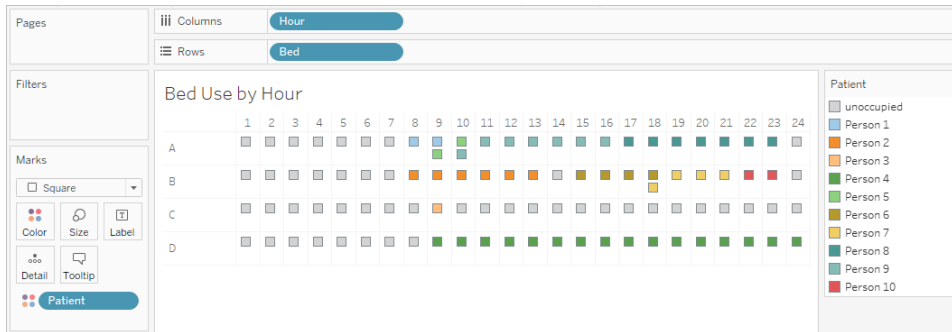 Pages
Columns
Hour
Rows
Bed
Filters
Marks
Square
Color
Size
Label
Detail
Tooltip
Patient
Bed Use by Hour
1 2 3 4 5 6 7 8 9 10 11 12 13 14 15 16 17 18 19 20 21 22 23 24
A
B
C
D
Patient
unoccupied
Person 1
Person 2
Person 3
Person 4
Person 5
Person 6
Person 7
Person 8
Person 9
Person 10